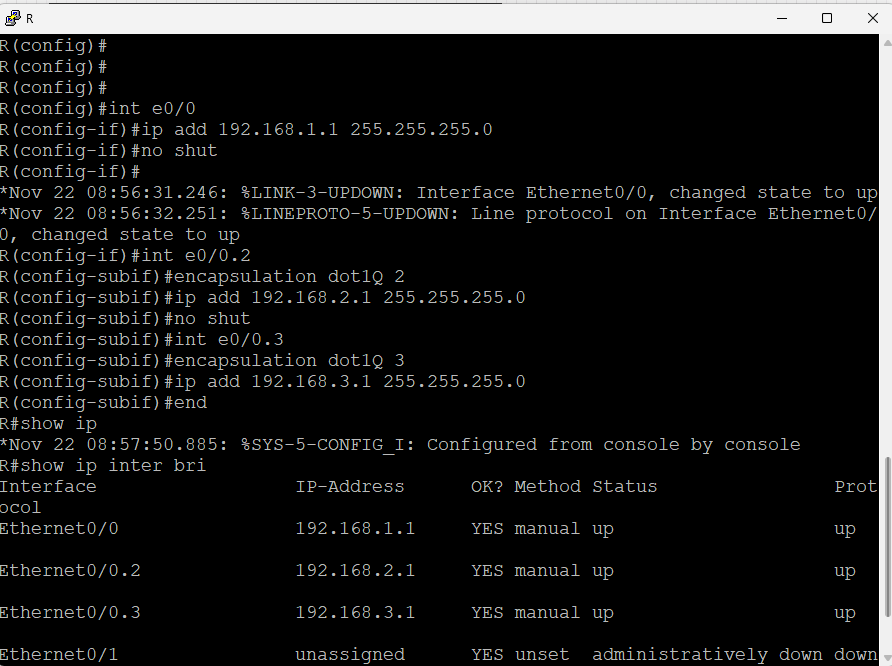 R
R(config)#
R(config)#
R(config)#
R(config)#int e0/0
R(config-if)#ip add 192.168.1.1 255.255.255.0
R(config-if)#no shut
R(config-if)#
*Nov 22 08:56:31.246: %LINK-3-UPDOWN: Interface Ethernet0/0, changed state to up
*Nov 22 08:56:32.251: %LINEPROTO-5-UPDOWN: Line protocol on Interface Ethernet0/
0, changed state to up
R(config-if)#int e0/0.2
R(config-subif)#encapsulation dot1Q 2
R(config-subif)#ip add 192.168.2.1 255.255.255.0
R(config-subif)#no shut
R(config-subif)#int e0/0.3
R(config-subif)#encapsulation dot1Q 3
R(config-subif)#ip add 192.168.3.1 255.255.255.0
R(config-subif)#end
R#show ip
*Nov 22 08:57:50.885: %SYS-5-CONFIG_I: Configured from console by console
R#show ip inter bri
Interface                  IP-Address      OK? Method Status                Prot
ocol
Ethernet0/0                192.168.1.1     YES manual up                    up
Ethernet0/0.2              192.168.2.1     YES manual up                    up
Ethernet0/0.3              192.168.3.1     YES manual up                    up
Ethernet0/1                unassigned      YES unset  administratively down down